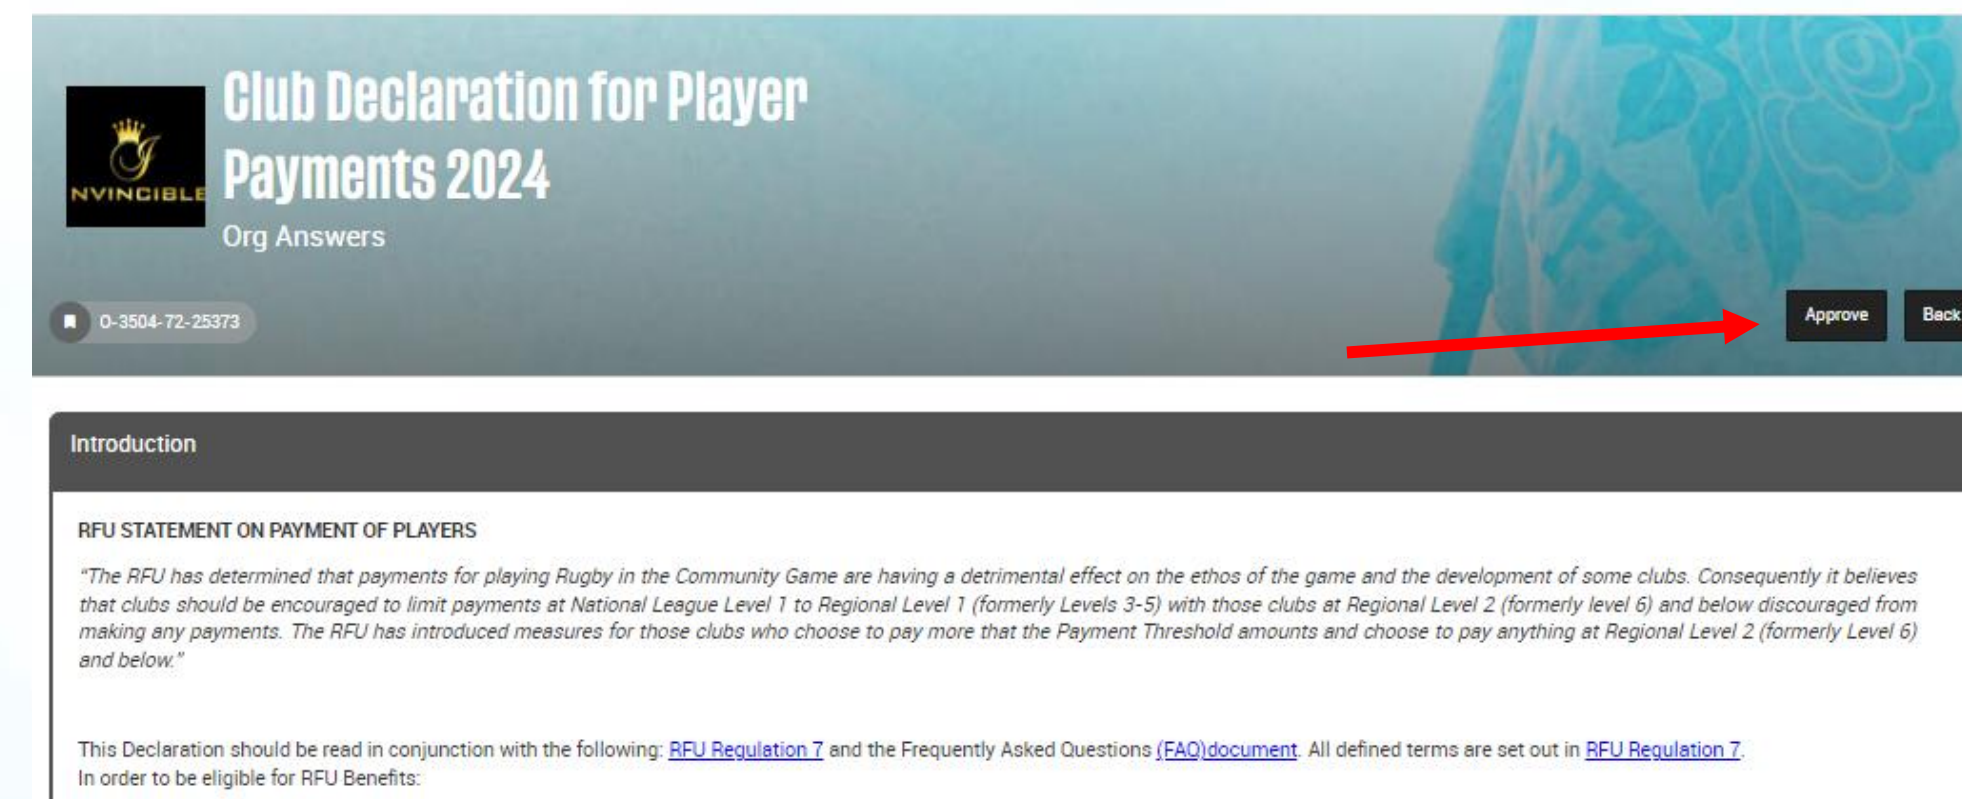 Club Declaration for Player
Payments 2024
NVINCIBLE
Org Answers
O-3504-72-25373
Approve
Back
Introduction
RFU STATEMENT ON PAYMENT OF PLAYERS
“The RFU has determined that payments for playing Rugby in the Community Game are having a detrimental effect on the ethos of the game and the development of some clubs. Consequently it believes
that clubs should be encouraged to limit payments at National League Level 1 to Regional Level 1 (formerly Levels 3-5) with those clubs at Regional Level 2 (formerly level 6) and below discouraged from
making any payments. The RFU has introduced measures for those clubs who choose to pay more that the Payment Threshold amounts and choose to pay anything at Regional Level 2 (formerly Level 6)
and below.”
This Declaration should be read in conjunction with the following: RFU Regulation 7 and the Frequently Asked Questions (FAQ)document. All defined terms are set out in RFU Regulation 7.
In order to be eligible for RFU Benefits: